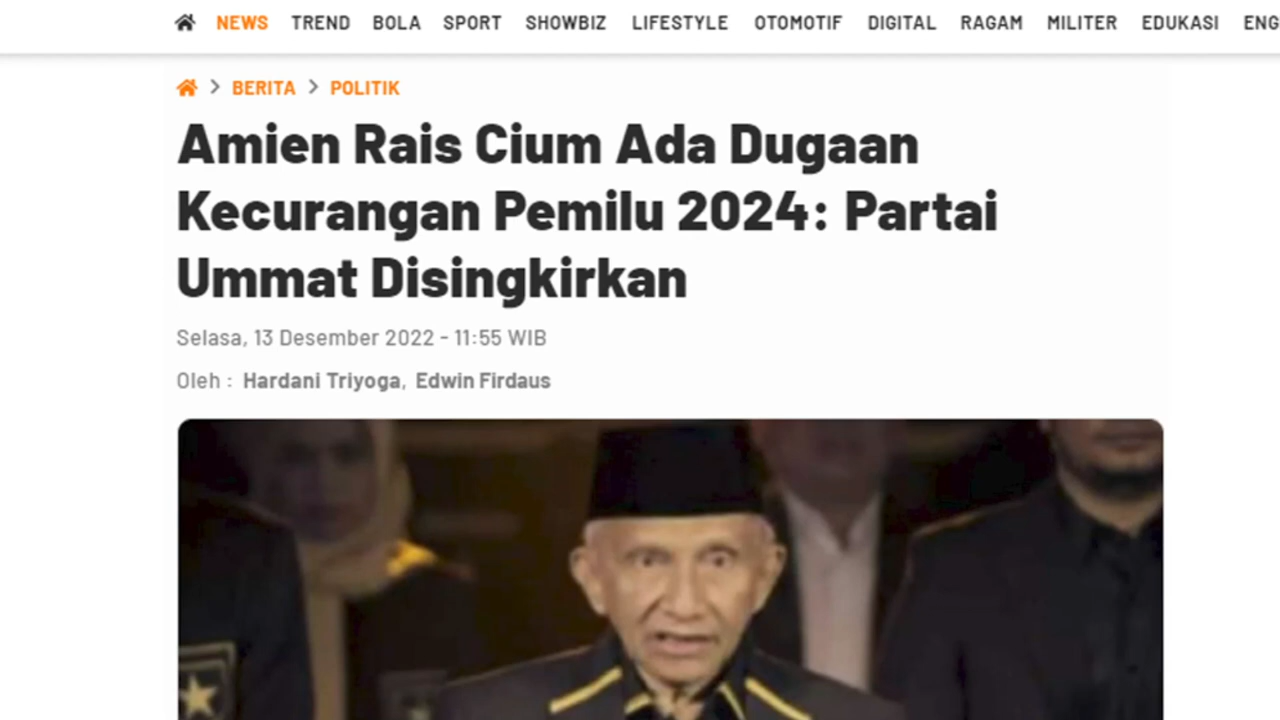 NEWS TREND BOLA SPORT SHOWBIZ LIFESTYLE OTOMOTIF DIGITAL RAGAM MILITER EDUKASI ENG
BERITA > POLITIK
Amien Rais Cium Ada Dugaan
Kecurangan Pemilu 2024: Partai
Ummat Disingkirkan
Selasa, 13 Desember 2022 - 11:55 WIB
Oleh : Hardani Triyoga, Edwin Firdaus